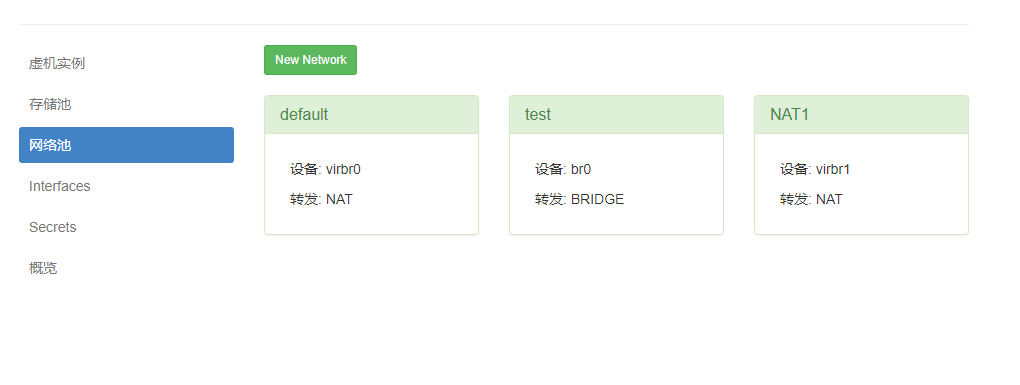 虚机实例
存储池
网络池
Interfaces
Secrets
概览
New Network
default
设备: virbr0
转发: NAT
test
设备: br0
转发: BRIDGE
NAT1
设备: virbr1
转发: NAT